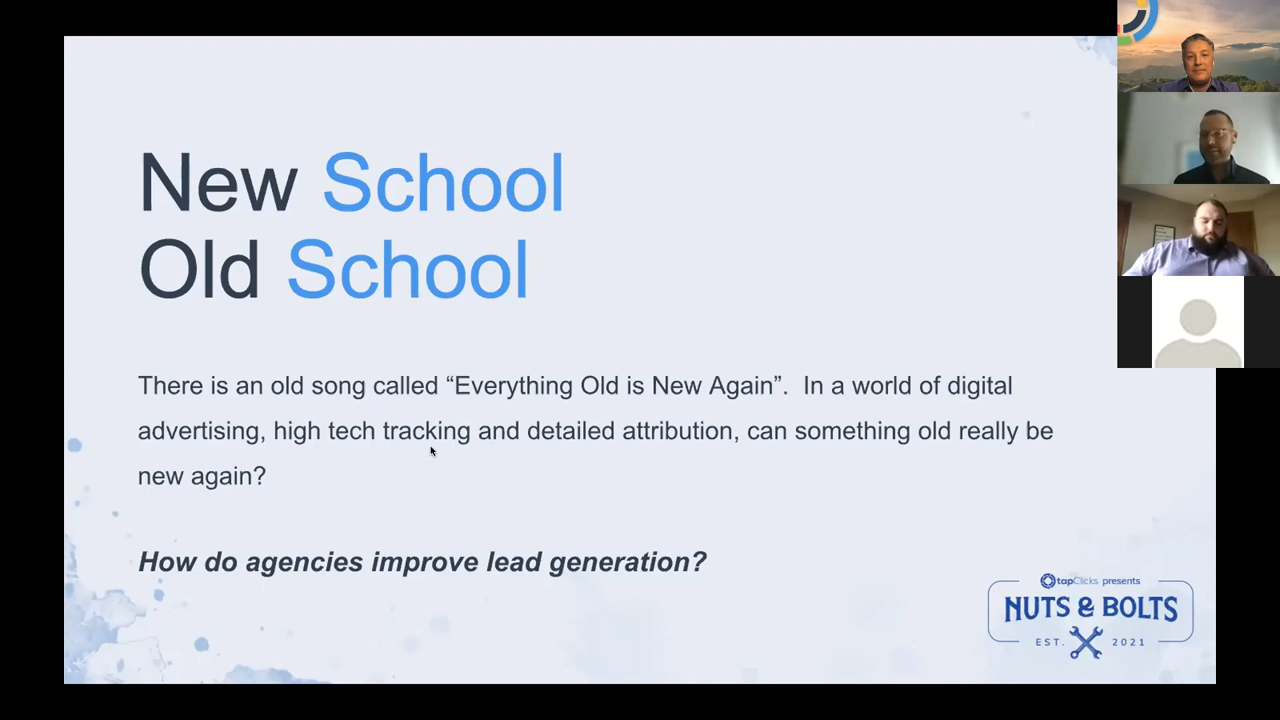 New School
Old School
There is an old song called “Everything Old is New Again”.  In a world of digital
advertising, high tech tracking and detailed attribution, can something old really be
new again?
How do agencies improve lead generation?
tapClicks presents
NUTS & BOLTS
EST. 2021